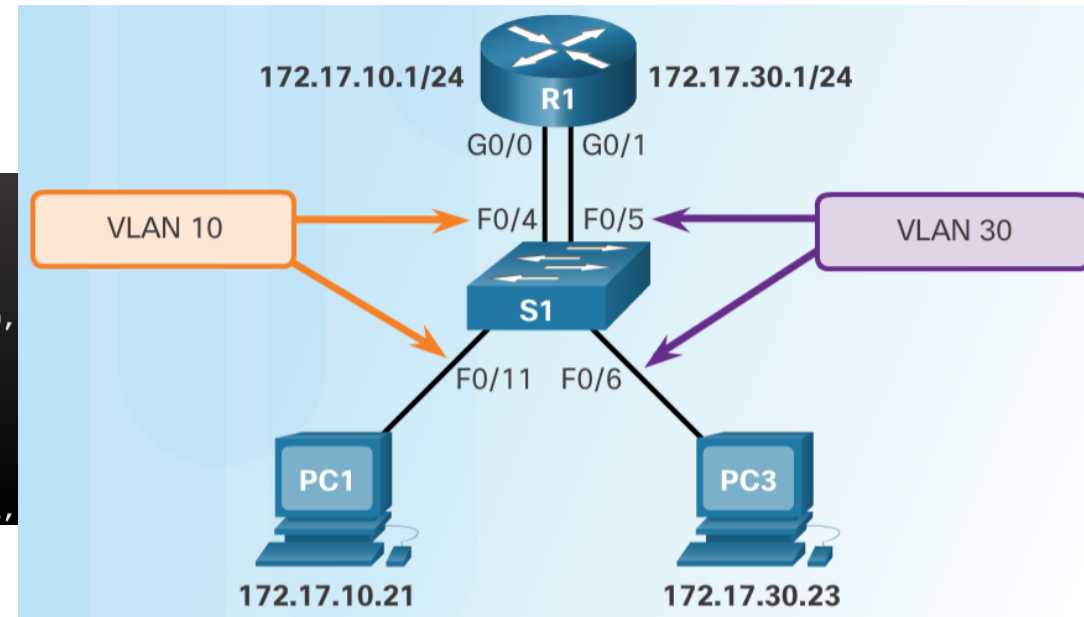 172.17.10.1/24
172.17.30.1/24
R1
G0/0
G0/1
VLAN 10
F0/4
F0/5
VLAN 30
,
S1
F0/11
F0/6
PC1
PC3
,
172.17.10.21
172.17.30.23